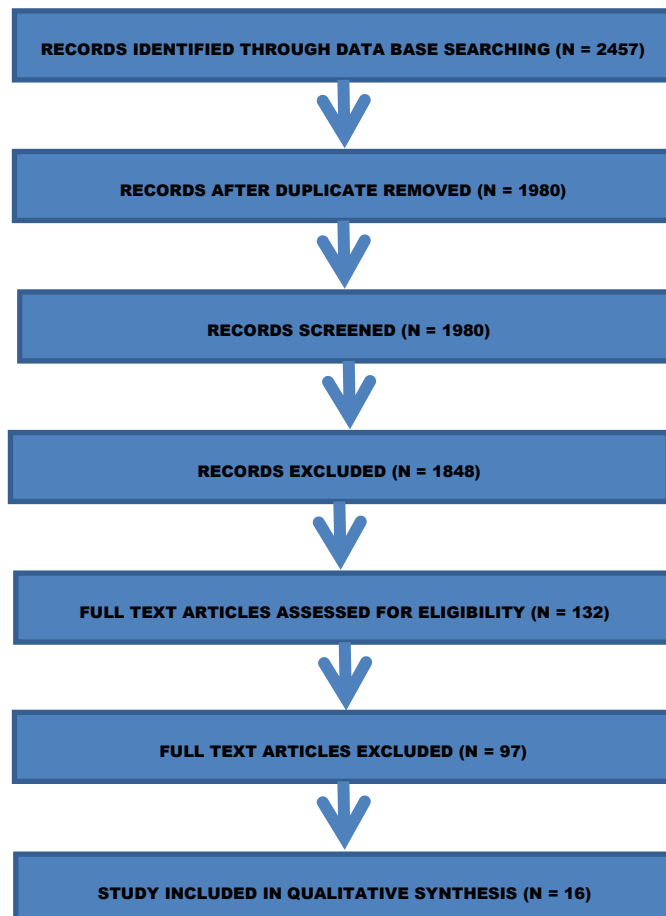 RECORDS IDENTIFIED THROUGH DATA BASE SEARCHING (N = 2457)
RECORDS AFTER DUPLICATE REMOVED (N = 1980)
RECORDS SCREENED (N = 1980)
RECORDS EXCLUDED (N = 1848)
FULL TEXT ARTICLES ASSESSED FOR ELIGIBILITY (N = 132)
FULL TEXT ARTICLES EXCLUDED (N = 97)
STUDY INCLUDED IN QUALITATIVE SYNTHESIS (N = 16)